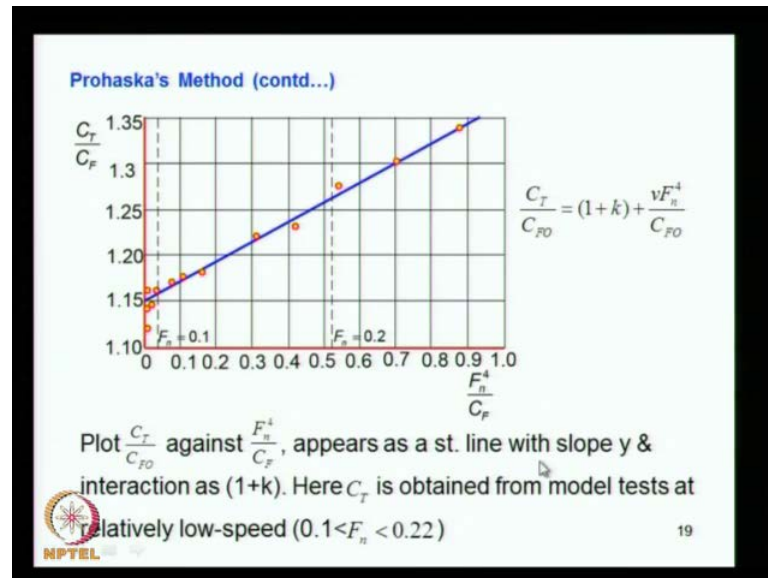 Prohaska's Method (contd...)
C_T / C_F
1.35
1.3
1.25
1.20
1.15
1.10
F_n = 0.1
F_n = 0.2
0 0.1 0.2 0.3 0.4 0.5 0.6 0.7 0.8 0.9 1.0
F_n^4 / C_F
C_T / C_FO = (1+k) + vF_n^4 / C_FO
Plot C_T / C_FO against F_n^4 / C_F, appears as a st. line with slope y &
interaction as (1+k). Here C_T is obtained from model tests at
relatively low-speed (0.1<F_n <0.22)
19
NPTEL